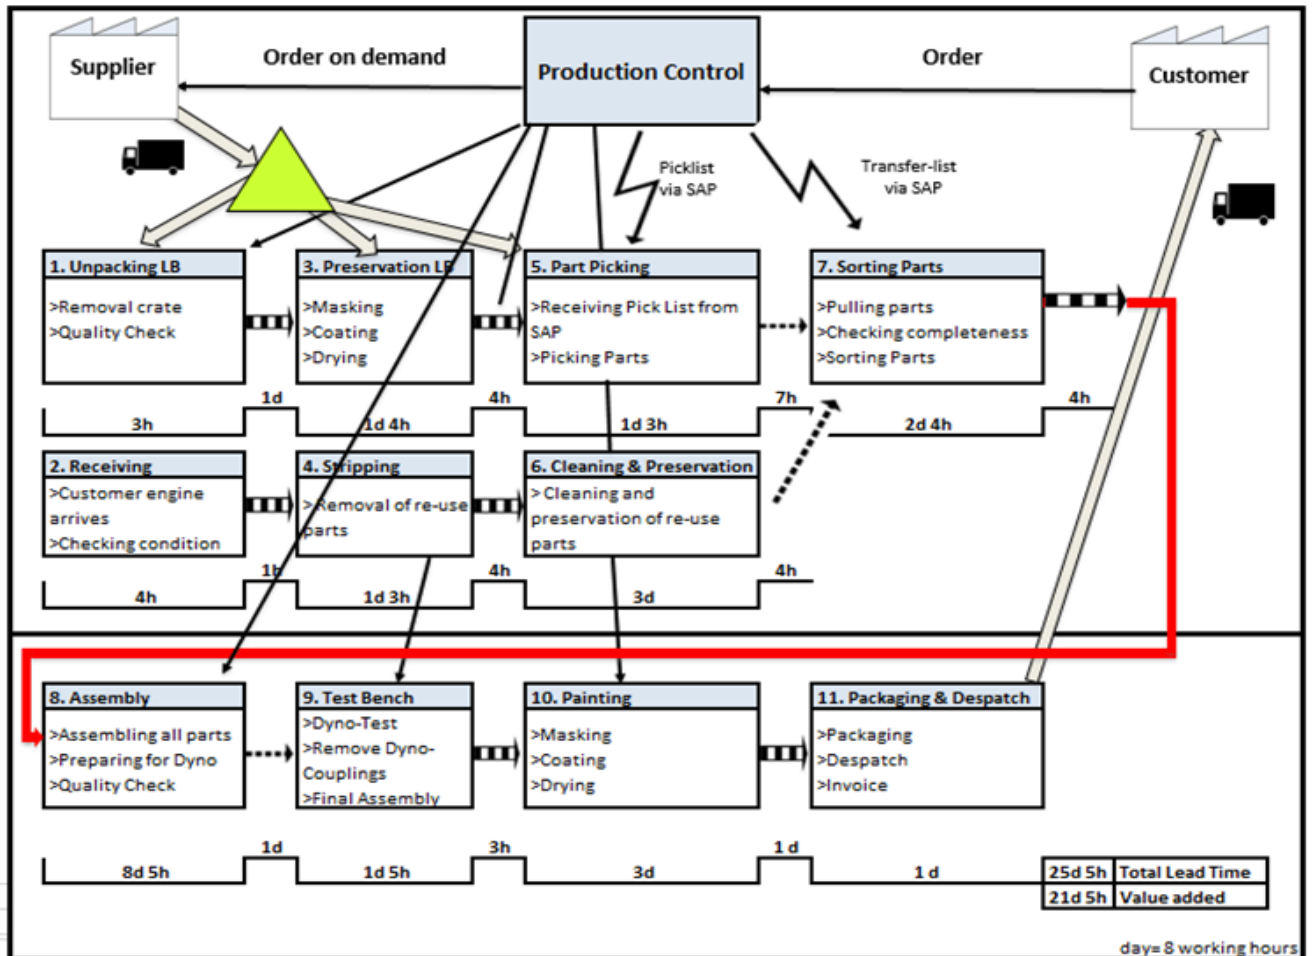 Supplier
Order on demand
Production Control
Order
Customer
Picklist
via SAP
Transfer-list
via SAP
1. Unpacking LB
>Removal crate
>Quality Check
3. Preservation LB
>Masking
>Coating
>Drying
5. Part Picking
>Receiving Pick List from
SAP
>Picking Parts
7. Sorting Parts
>Pulling parts
>Checking completeness
>Sorting Parts
3h
1d
1d 4h
4h
1d 3h
7h
2d 4h
4h
2. Receiving
>Customer engine
arrives
>Checking condition
4. Stripping
>Removal of re-use
parts
6. Cleaning & Preservation
> Cleaning and
preservation of re-use
parts
4h
1h
1d 3h
4h
3d
4h
8. Assembly
>Assembling all parts
>Preparing for Dyno
>Quality Check
9. Test Bench
>Dyno-Test
>Remove Dyno-
Couplings
>Final Assembly
10. Painting
>Masking
>Coating
>Drying
11. Packaging & Despatch
>Packaging
>Despatch
>Invoice
8d 5h
1d
1d 5h
3h
3d
1 d
1 d
25d 5h Total Lead Time
21d 5h Value added
day= 8 working hours